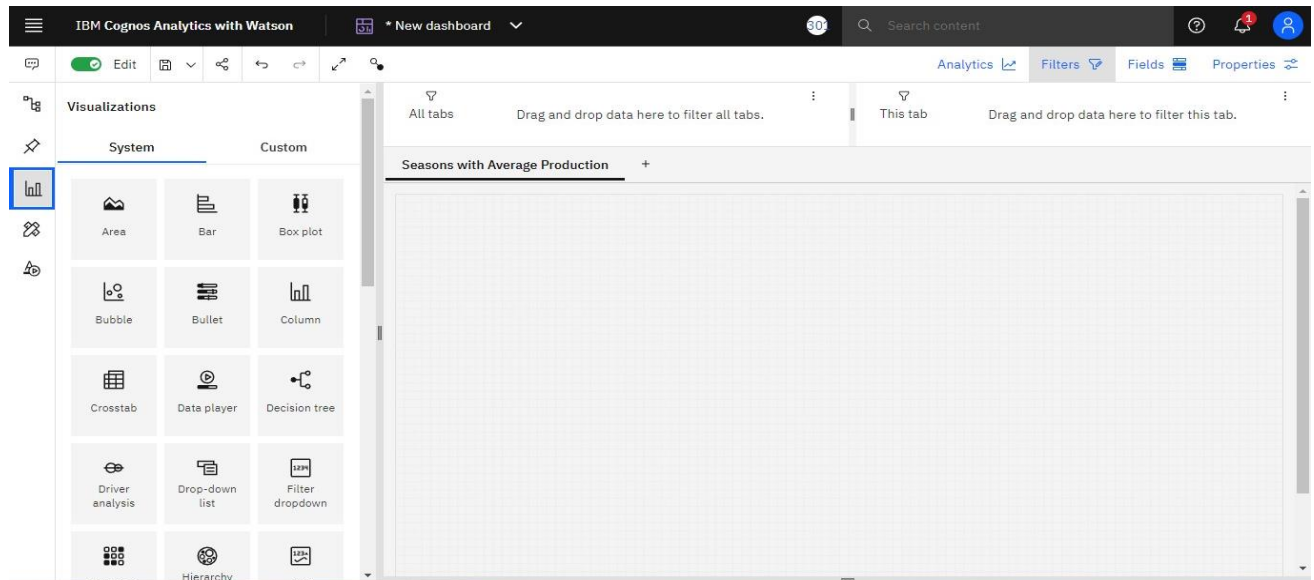 IBM Cognos Analytics with Watson
* New dashboard
Search content
1
Edit
Analytics
Filters
Fields
Properties
Visualizations
All tabs
Drag and drop data here to filter all tabs.
This tab
Drag and drop data here to filter this tab.
System
Custom
Seasons with Average Production
+
Area
Bar
Box plot
Bubble
Bullet
Column
Crosstab
Data player
Decision tree
Driver
analysis
Drop-down
list
Filter
dropdown
Hierarchy